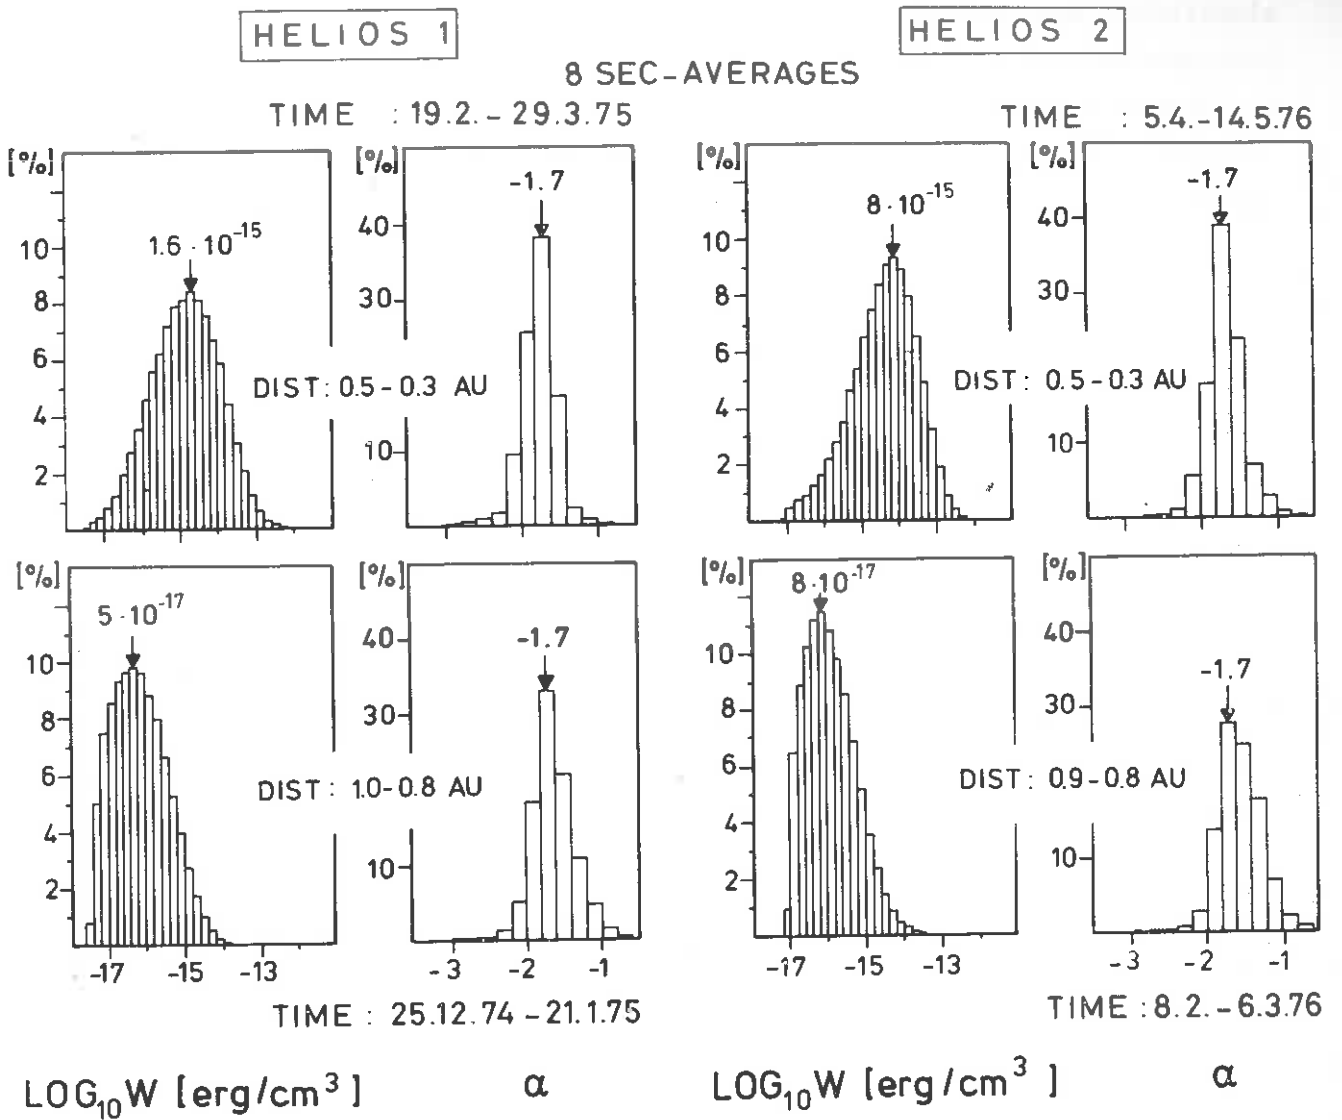 HELIOS 1
HELIOS 2
8 SEC-AVERAGES
TIME : 19.2.-29.3.75
TIME : 5.4.-14.5.76
[%]
[%]
[%]
[%]
1.6 · 10⁻¹⁵
-1.7
8 · 10⁻¹⁵
-1.7
10
8
6
4
2
40
30
10
10
8
6
4
2
40
30
10
DIST: 0.5-0.3 AU
DIST: 0.5-0.3 AU
[%]
[%]
[%]
[%]
5 · 10⁻¹⁷
-1.7
8·10⁻¹⁷
-1.7
10
8
6
4
2
40
30
10
10
8
6
4
2
40
30
10
DIST: 1.0-0.8 AU
DIST: 0.9-0.8 AU
-17 -15 -13
-3 -2 -1
-17 -15 -13
-3 -2 -1
TIME : 25.12.74-21.1.75
TIME : 8.2.-6.3.76
LOG₁₀W [erg/cm³]
α
LOG₁₀W [erg/cm³ ]
α